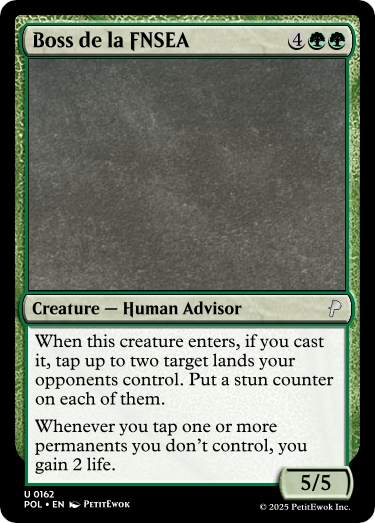 Boss de la FNSEA 4
Creature — Human Advisor
When this creature enters, if you cast
it, tap up to two target lands your
opponents control. Put a stun counter
on each of them.
Whenever you tap one or more
permanents you don't control, you
gain 2 life.
5/5
U 0162
POL • EN PetitEwok
© 2025 PetitEwok Inc.